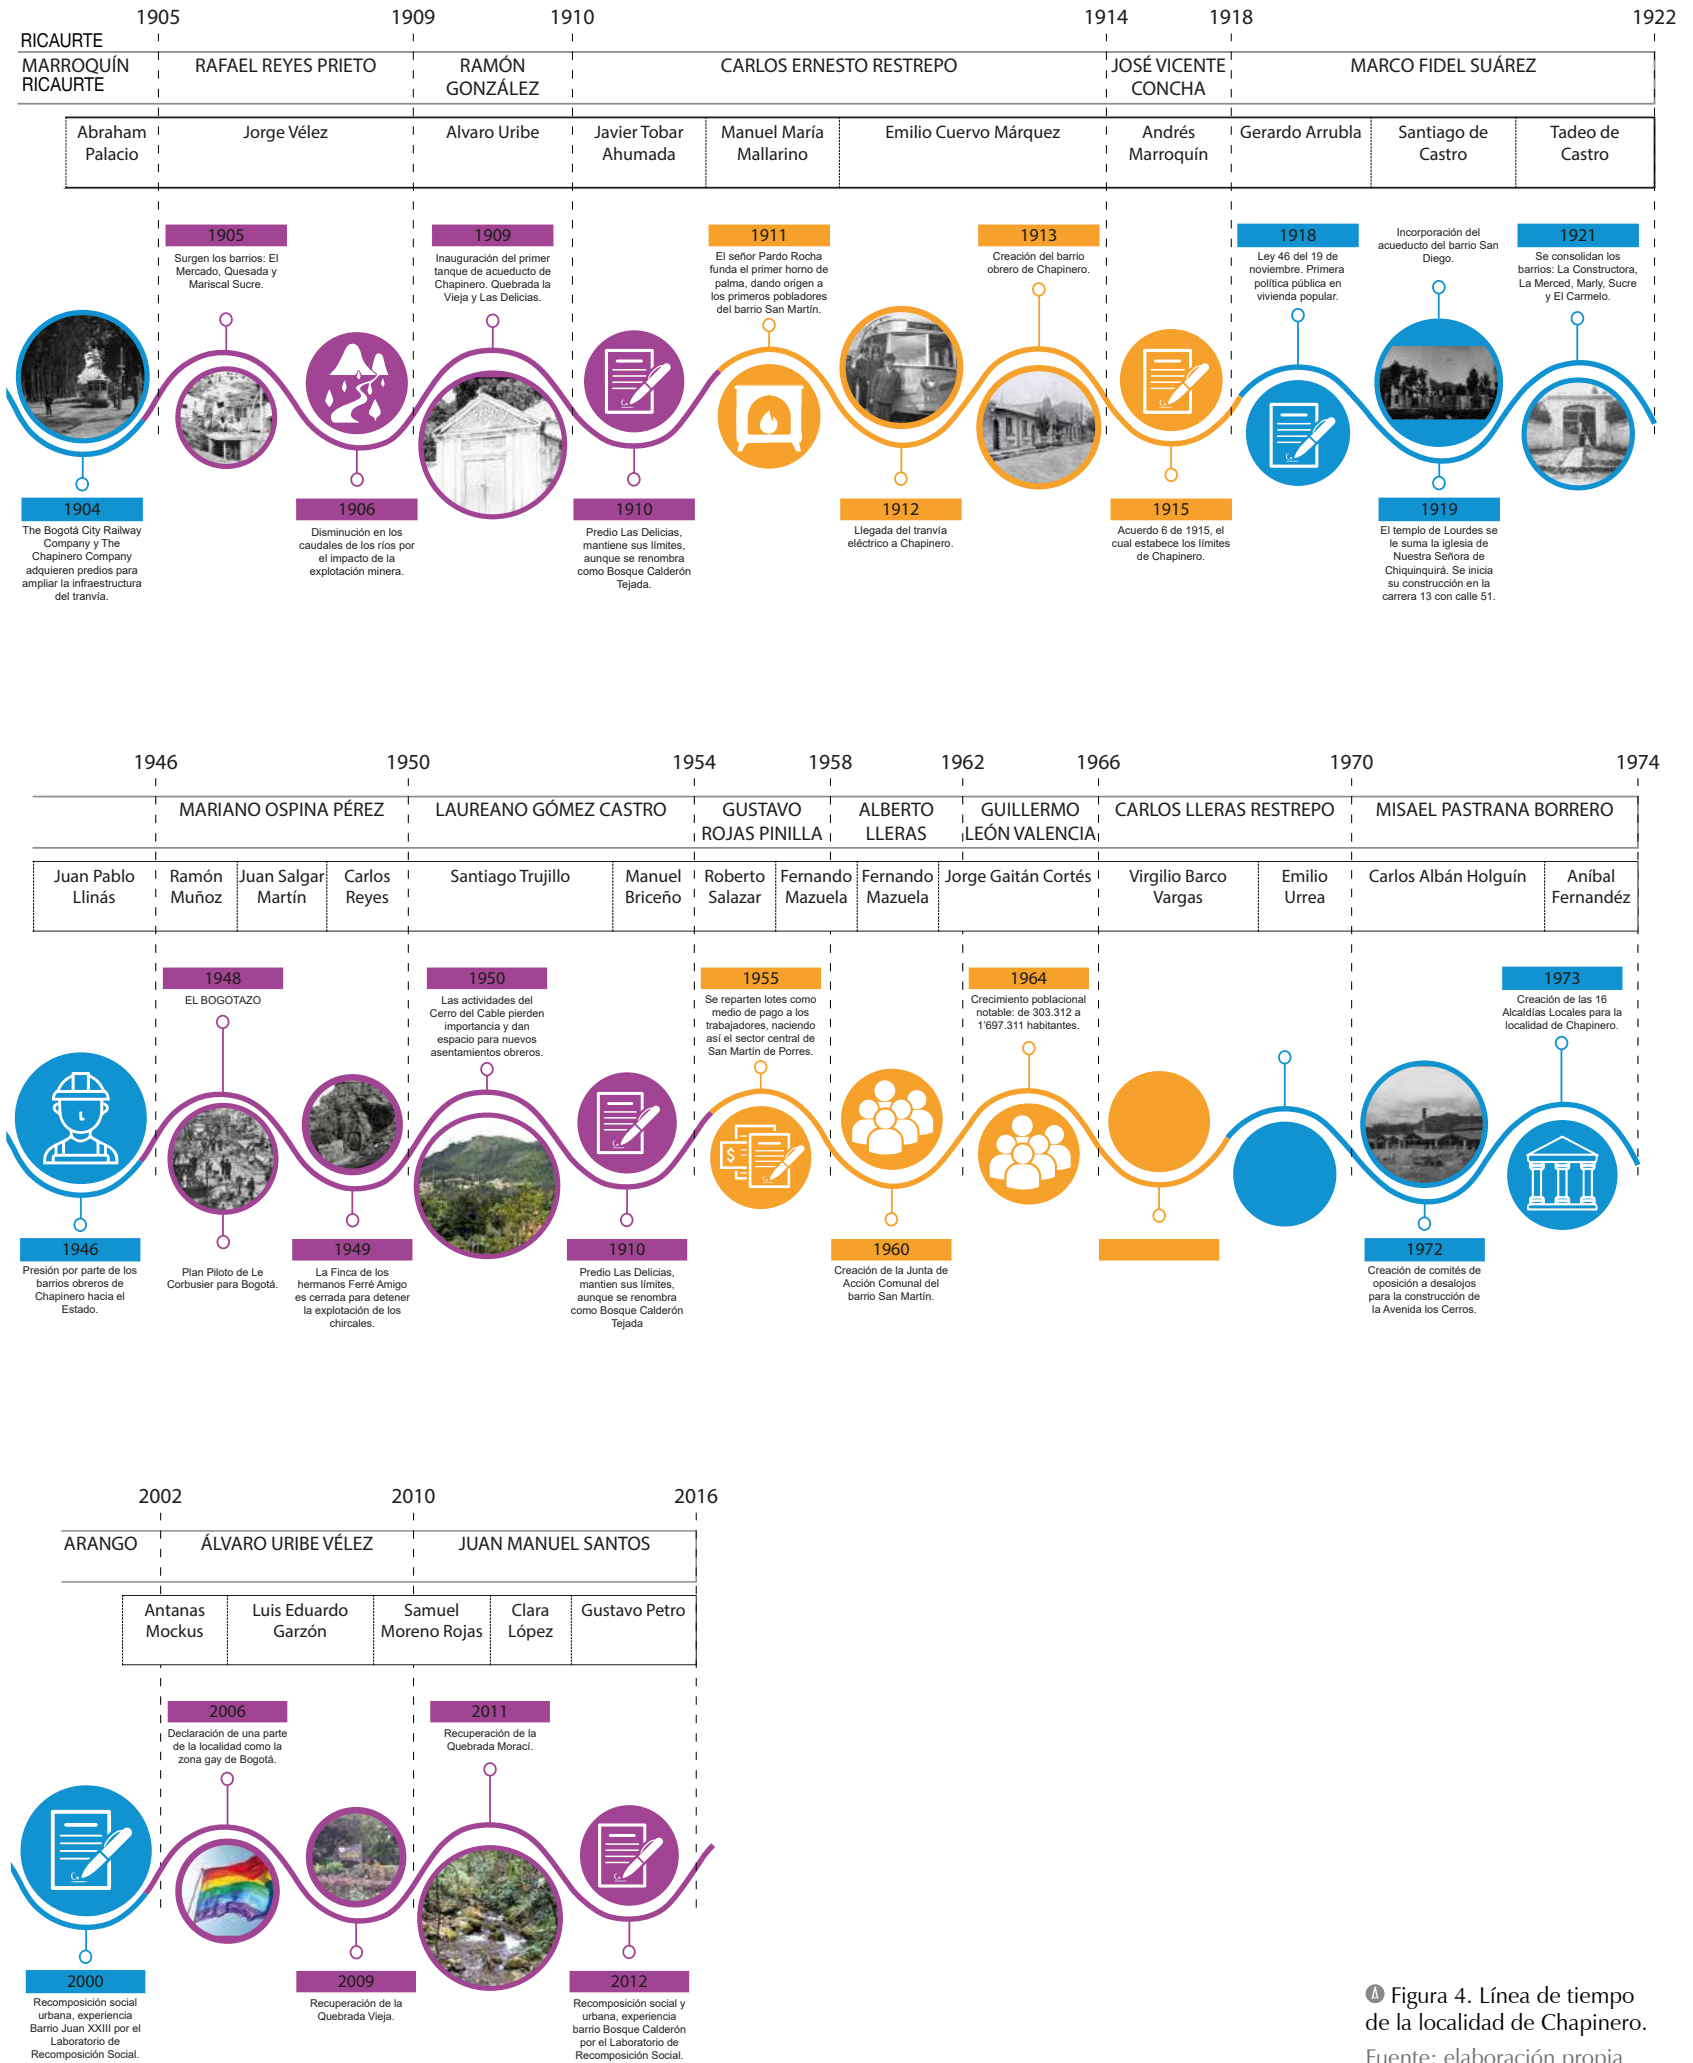 1905 1909 1910 1914 1918 1922
RICAURTE
MARROQUÍN
RICAURTE
RAFAEL REYES PRIETO
RAMÓN
GONZÁLEZ
CARLOS ERNESTO RESTREPO
JOSÉ VICENTE
CONCHA
MARCO FIDEL SUÁREZ
Abraham
Palacio
Jorge Vélez
Alvaro Uribe
Javier Tobar
Ahumada
Manuel María
Mallarino
Emilio Cuervo Márquez
Andrés
Marroquín
Gerardo Arrubla
Santiago de
Castro
Tadeo de
Castro
1904
The Bogotá City Railway
Company y The
Chapinero Company
adquieren predios para
ampliar la infraestructura
del tranvía.
1905
Surgen los barrios: El
Mercado, Quesada y
Mariscal Sucre.
1906
Disminución en los
caudales de los ríos por
el impacto de la
explotación minera.
1909
Inauguración del primer
tanque de acueducto de
Chapinero. Quebrada la
Vieja y Las Delicias.
1910
Predio Las Delicias,
mantiene sus límites,
aunque se renombra
como Bosque Calderón
Tejada.
1911
El señor Pardo Rocha
funda el primer horno de
palma, dando origen a
los primeros pobladores
del barrio San Martín.
1912
Llegada del tranvía
eléctrico a Chapinero.
1913
Creación del barrio
obrero de Chapinero.
1915
Acuerdo 6 de 1915, el
cual estabece los límites
de Chapinero.
1918
Ley 46 del 19 de
noviembre. Primera
política pública en
vivienda popular.
Incorporación del
acueducto del barrio San
Diego.
1919
El templo de Lourdes se
le suma la iglesia de
Nuestra Señora de
Chiquinquirá. Se inicia
su construcción en la
carrera 13 con calle 51.
1921
Se consolidan los
barrios: La Constructora,
La Merced, Marly, Sucre
y El Carmelo.
1946 1950 1954 1958 1962 1966 1970 1974
MARIANO OSPINA PÉREZ
LAUREANO GÓMEZ CASTRO
GUSTAVO
ROJAS PINILLA
ALBERTO
LLERAS
GUILLERMO
LEÓN VALENCIA
CARLOS LLERAS RESTREPO
MISAEL PASTRANA BORRERO
Juan Pablo
Llinás
Ramón
Muñoz
Juan Salgar
Martín
Carlos
Reyes
Santiago Trujillo
Manuel
Briceño
Roberto
Salazar
Fernando
Mazuela
Fernando
Mazuela
Jorge Gaitán Cortés
Virgilio Barco
Vargas
Emilio
Urrea
Carlos Albán Holguín
Aníbal
Fernandéz
1946
Presión por parte de los
barrios obreros de
Chapinero hacia el
Estado.
1948
EL BOGOTAZO
Plan Piloto de Le
Corbusier para Bogotá.
1949
La Finca de los
hermanos Ferré Amigo
es cerrada para detener
la explotación de los
chircales.
1950
Las actividades del
Cerro del Cable pierden
importancia y dan
espacio para nuevos
asentamientos obreros.
1910
Predio Las Delicias,
mantien sus límites,
aunque se renombra
como Bosque Calderón
Tejada
1955
Se reparten lotes como
medio de pago a los
trabajadores, naciendo
así el sector central de
San Martín de Porres.
1960
Creación de la Junta de
Acción Comunal del
barrio San Martín.
1964
Crecimiento poblacional
notable: de 303.312 a
1'697.311 habitantes.
1972
Creación de comités de
oposición a desalojos
para la construcción de
la Avenida los Cerros.
1973
Creación de las 16
Alcaldías Locales para la
localidad de Chapinero.
2002 2010 2016
ARANGO
ÁLVARO URIBE VÉLEZ
JUAN MANUEL SANTOS
Antanas
Mockus
Luis Eduardo
Garzón
Samuel
Moreno Rojas
Clara
López
Gustavo Petro
2000
Recomposición social
urbana, experiencia
Barrio Juan XXIII por el
Laboratorio de
Recomposición Social.
2006
Declaración de una parte
de la localidad como la
zona gay de Bogotá.
2009
Recuperación de la
Quebrada Vieja.
2011
Recuperación de la
Quebrada Moracί.
2012
Recomposición social y
urbana, experiencia
barrio Bosque Calderón
por el Laboratorio de
Recomposición Social.
Figura 4. Línea de tiempo
de la localidad de Chapinero.
Fuente: elaboración propia